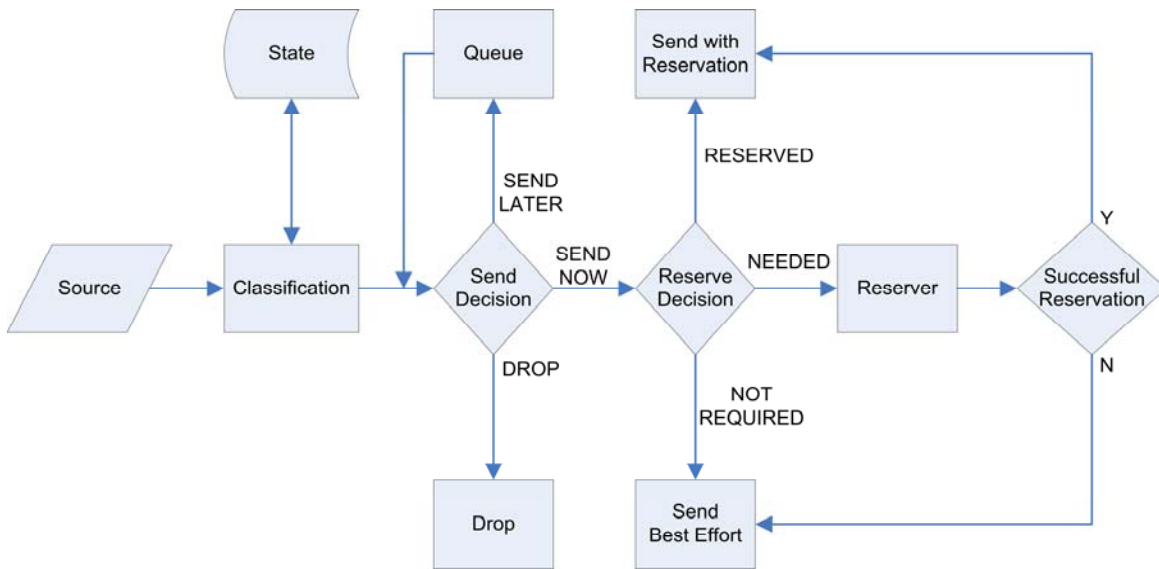 State
Queue
Send with
Reservation
RESERVED
SEND
LATER
Source
Classification
Send
Decision
SEND
NOW
Reserve
Decision
NEEDED
Reserver
Y
Successful
Reservation
N
DROP
NOT
REQUIRED
Drop
Send
Best Effort